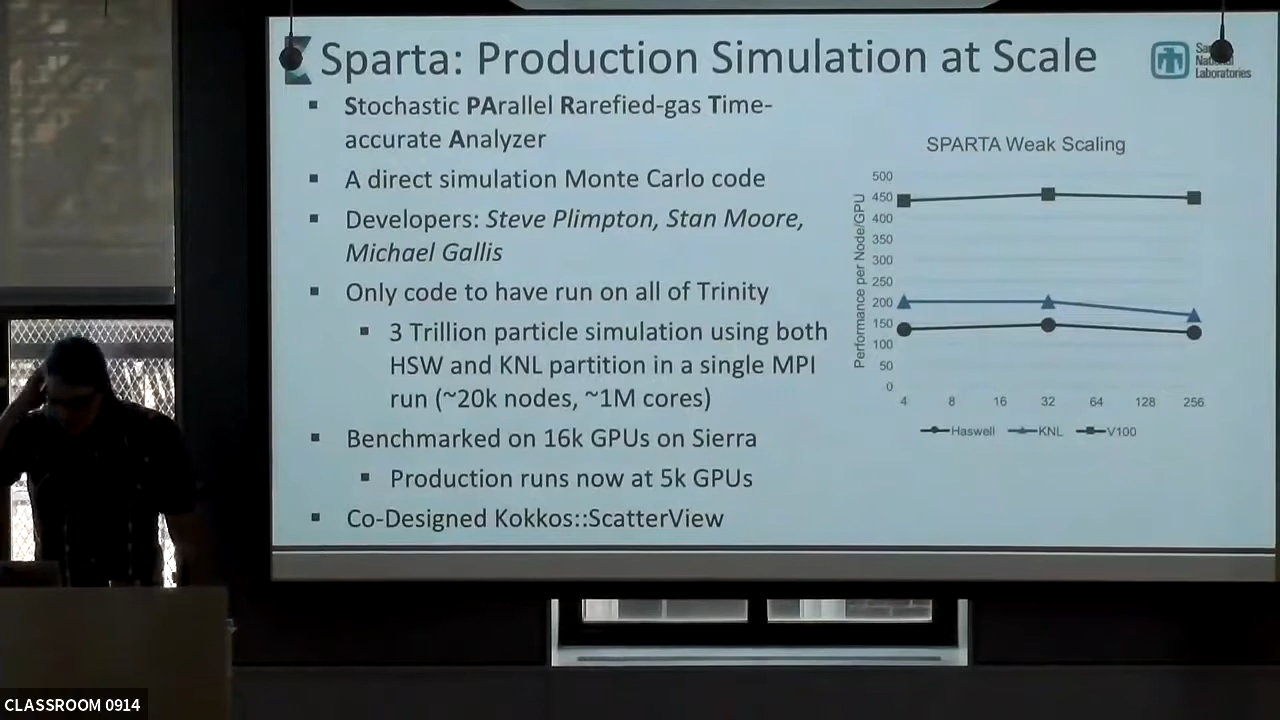 Sparta: Production Simulation at Scale
Laboratories
▪ Stochastic PArallel Rarefied-gas Time-
accurate Analyzer
▪ A direct simulation Monte Carlo code
▪ Developers: Steve Plimpton, Stan Moore,
Michael Gallis
▪ Only code to have run on all of Trinity
▪ 3 Trillion particle simulation using both
HSW and KNL partition in a single MPI
run (~20k nodes, ~1M cores)
▪ Benchmarked on 16k GPUs on Sierra
▪ Production runs now at 5k GPUs
▪ Co-Designed Kokkos::ScatterView
SPARTA Weak Scaling
Performance per Node/GPU
500
450
400
350
300
250
200
150
100
50
0
4 8 16 32 64 128 256
Haswell KNL V100
CLASSROOM 0914